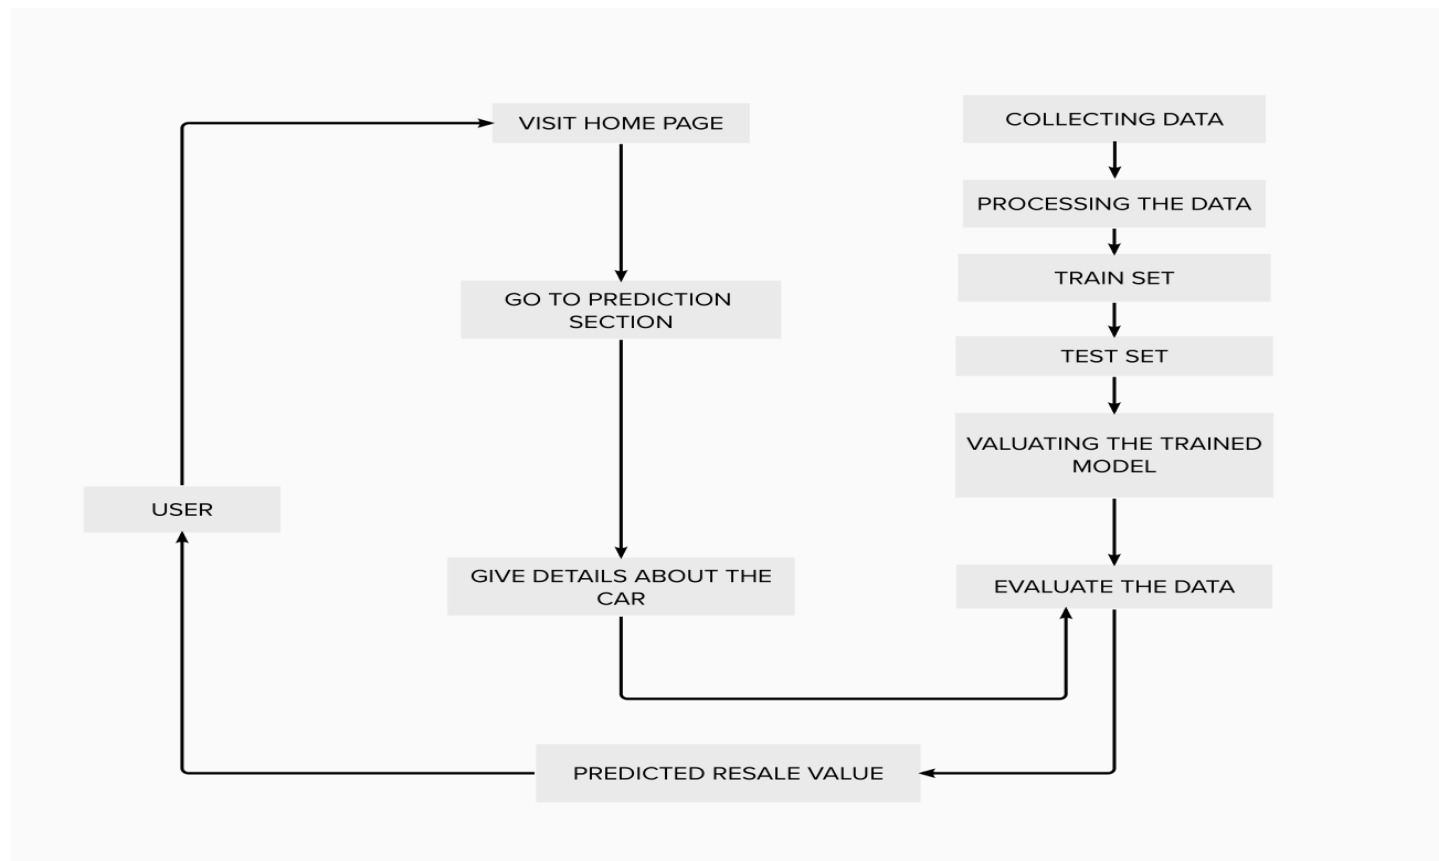 VISIT HOME PAGE
GO TO PREDICTION
SECTION
GIVE DETAILS ABOUT THE
CAR
USER
PREDICTED RESALE VALUE
COLLECTING DATA
PROCESSING THE DATA
TRAIN SET
TEST SET
VALUATING THE TRAINED
MODEL
EVALUATE THE DATA